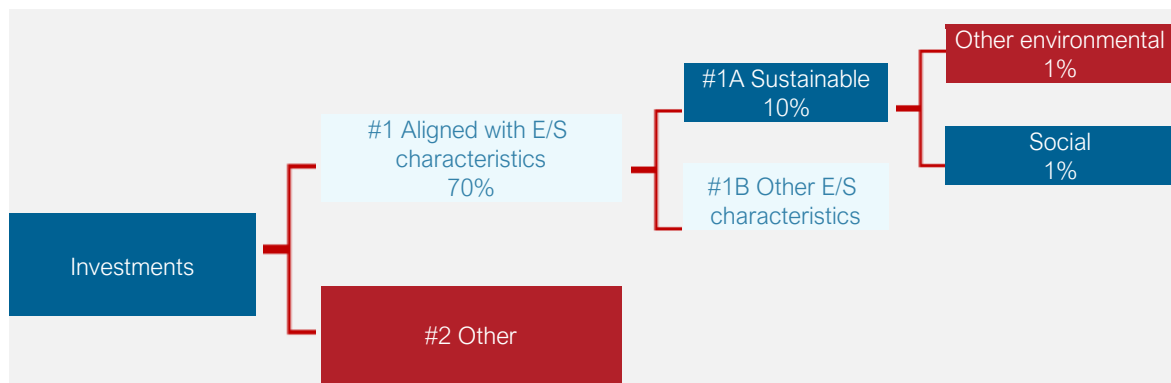 Investments
#1 Aligned with E/S
characteristics
70%
#2 Other
#1A Sustainable
10%
#1B Other E/S
characteristics
Other environmental
1%
Social
1%